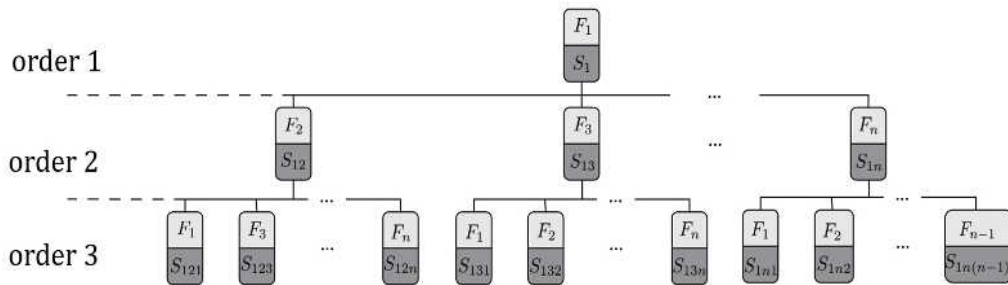 order 1
F₁
S₁
...
order 2
F₂ F₃ ... Fₙ
S₁₂ S₁₃ S₁ₙ
... ... ...
order 3
F₁ F₃ ... Fₙ F₁ F₂ ... Fₙ F₁ F₂ ... Fₙ₋₁
S₁₂₁ S₁₂₃ S₁₂ₙ S₁₃₁ S₁₃₂ S₁₃ₙ S₁ₙ₁ S₁ₙ₂ S₁ₙ₍ₙ₋₁₎